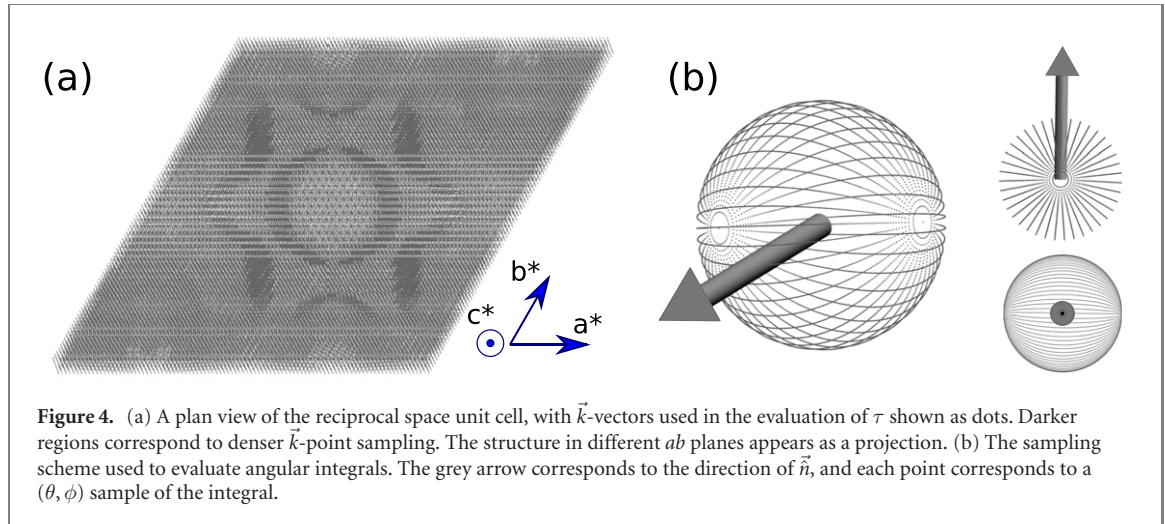 (a)
(b)
b*
c*
a*
Figure 4. (a) A plan view of the reciprocal space unit cell, with k⃗-vectors used in the evaluation of τ shown as dots. Darker
regions correspond to denser k⃗-point sampling. The structure in different ab planes appears as a projection. (b) The sampling
scheme used to evaluate angular integrals. The grey arrow corresponds to the direction of n̂⃗, and each point corresponds to a
(θ, ϕ) sample of the integral.